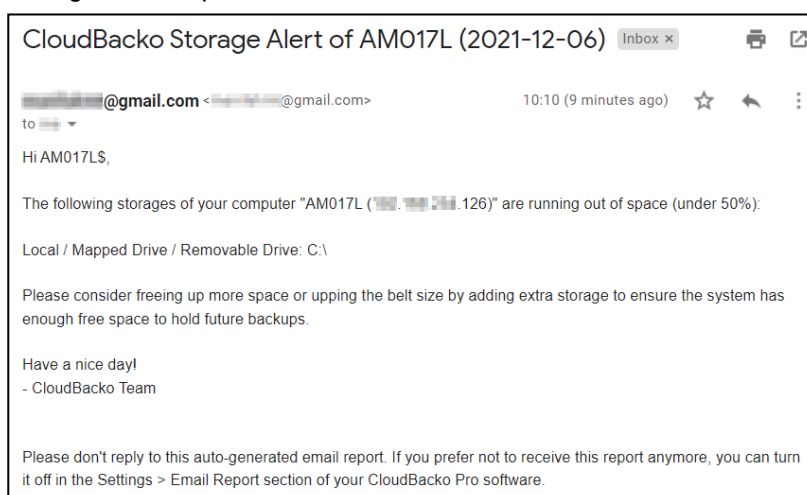 CloudBacko Storage Alert of AM017L (2021-12-06) Inbox ×
@gmail.com < @gmail.com> 10:10 (9 minutes ago)
to
Hi AM017L$,
The following storages of your computer "AM017L ( . . .126)" are running out of space (under 50%):
Local / Mapped Drive / Removable Drive: C:\
Please consider freeing up more space or upping the belt size by adding extra storage to ensure the system has
enough free space to hold future backups.
Have a nice day!
- CloudBacko Team
Please don't reply to this auto-generated email report. If you prefer not to receive this report anymore, you can turn
it off in the Settings > Email Report section of your CloudBacko Pro software.